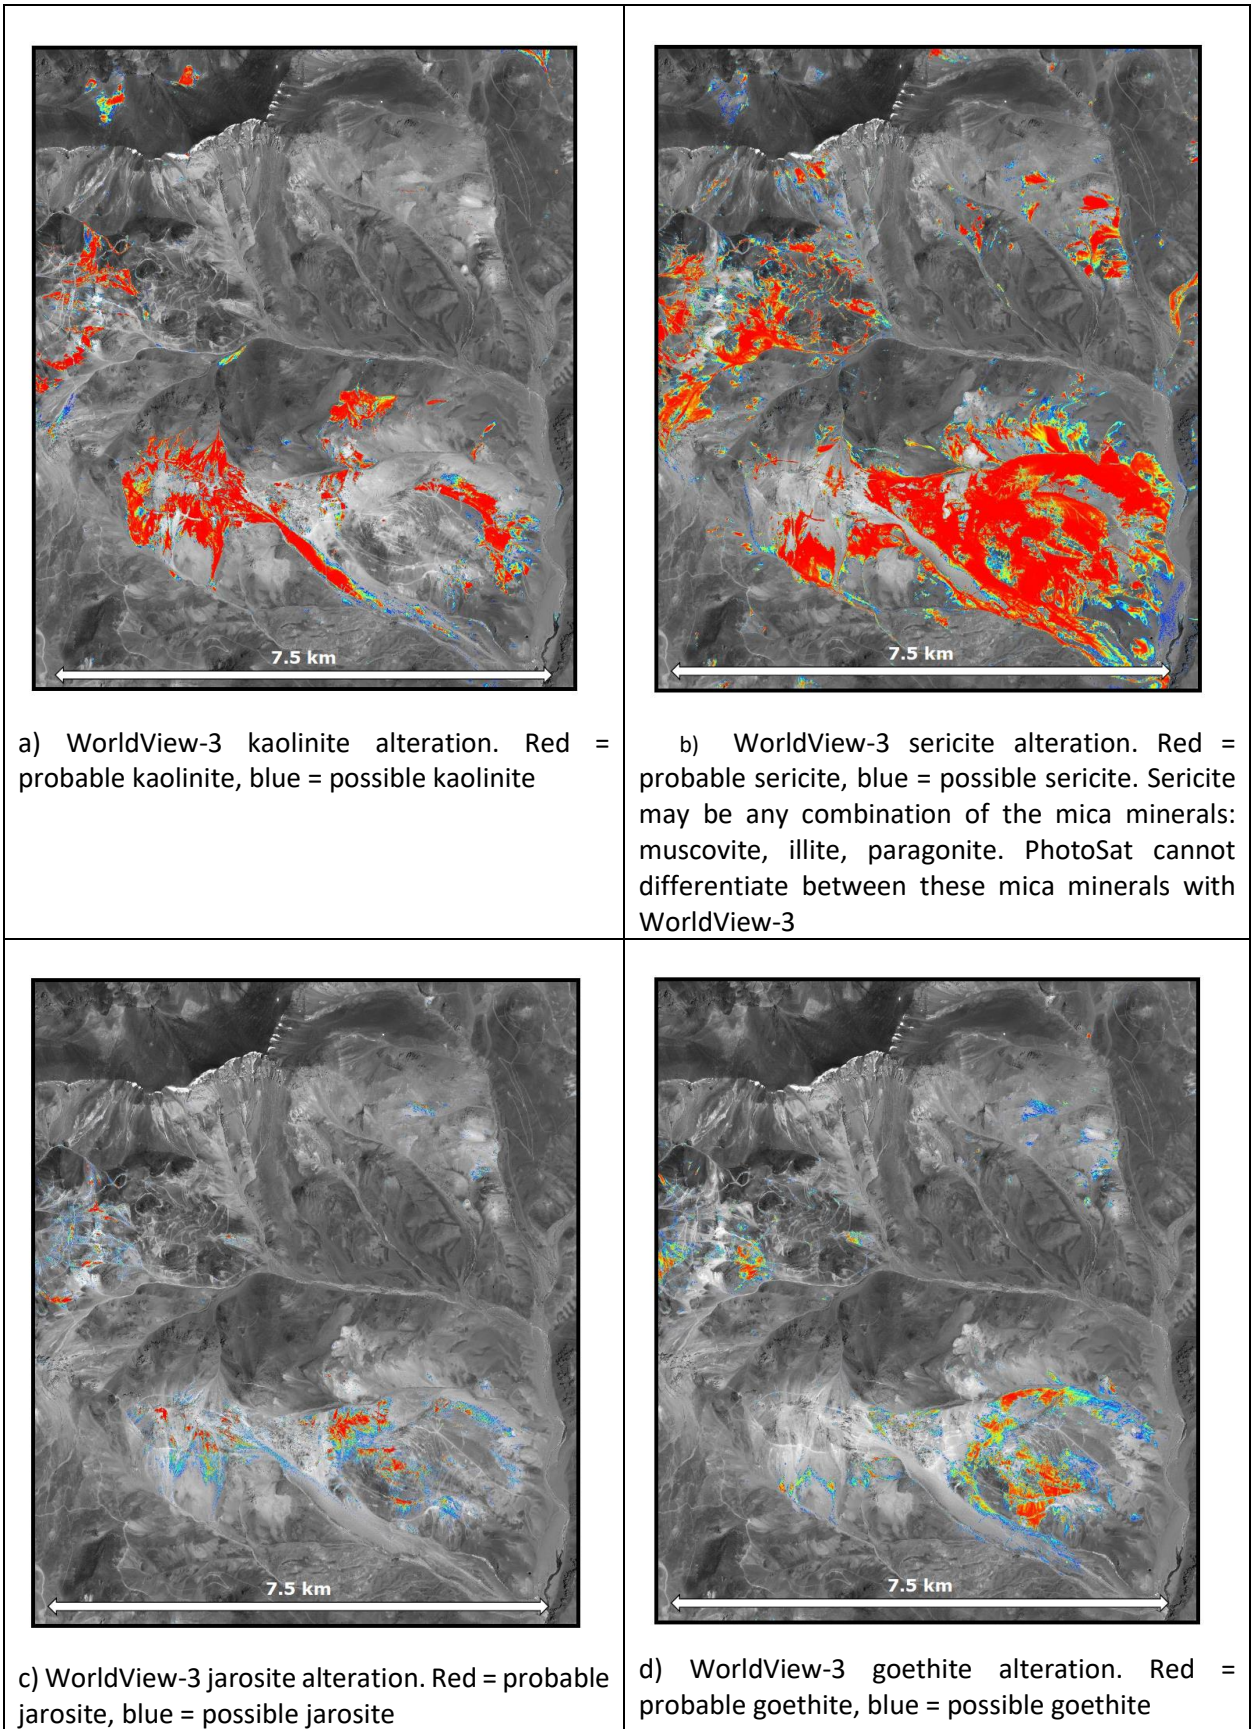 7.5 km
a) WorldView-3 kaolinite alteration. Red =
probable kaolinite, blue = possible kaolinite
7.5 km
b) WorldView-3 sericite alteration. Red =
probable sericite, blue = possible sericite. Sericite
may be any combination of the mica minerals:
muscovite, illite, paragonite. PhotoSat cannot
differentiate between these mica minerals with
WorldView-3
7.5 km
c) WorldView-3 jarosite alteration. Red = probable
jarosite, blue = possible jarosite
7.5 km
d) WorldView-3 goethite alteration. Red =
probable goethite, blue = possible goethite